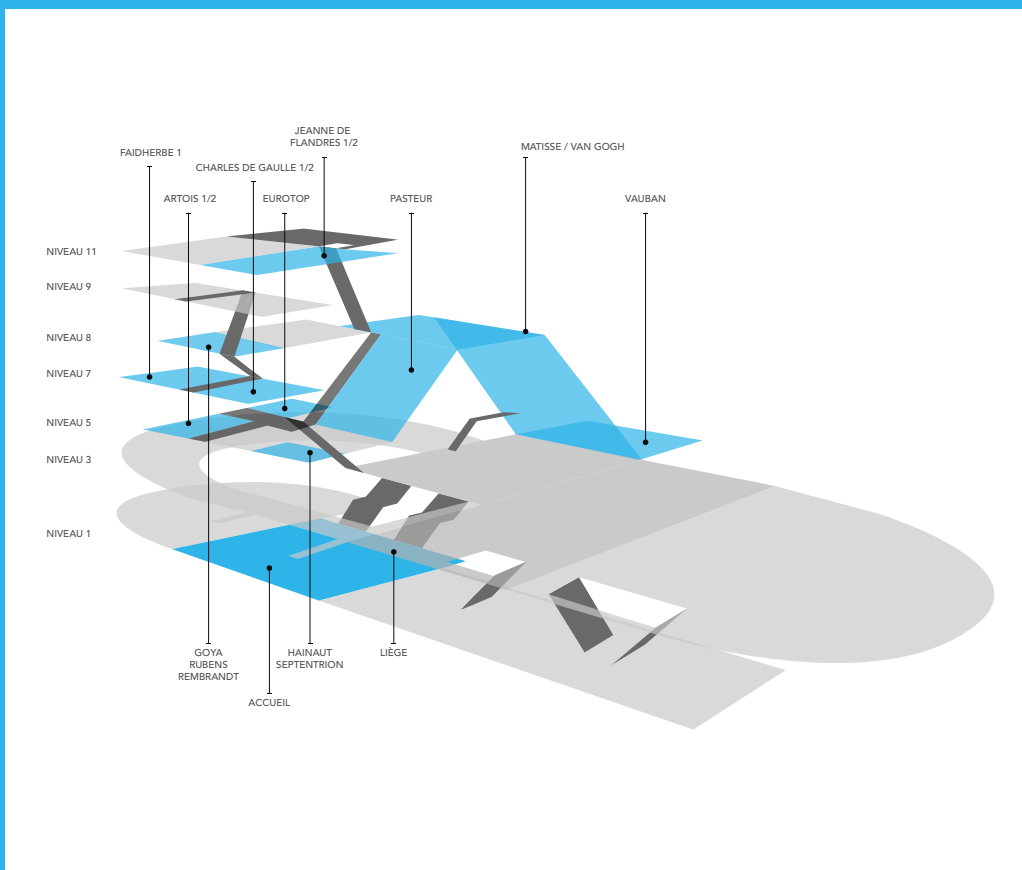 JEANNE DE
FLANDRES 1/2
MATISSE / VAN GOGH
FAIDHERBE 1
CHARLES DE GAULLE 1/2
ARTOIS 1/2
EUROTOP
PASTEUR
VAUBAN
NIVEAU 11
NIVEAU 9
NIVEAU 8
NIVEAU 7
NIVEAU 5
NIVEAU 3
NIVEAU 1
GOYA
RUBENS
REMBRANDT
HAINAUT
SEPTENTRION
LIÈGE
ACCUEIL